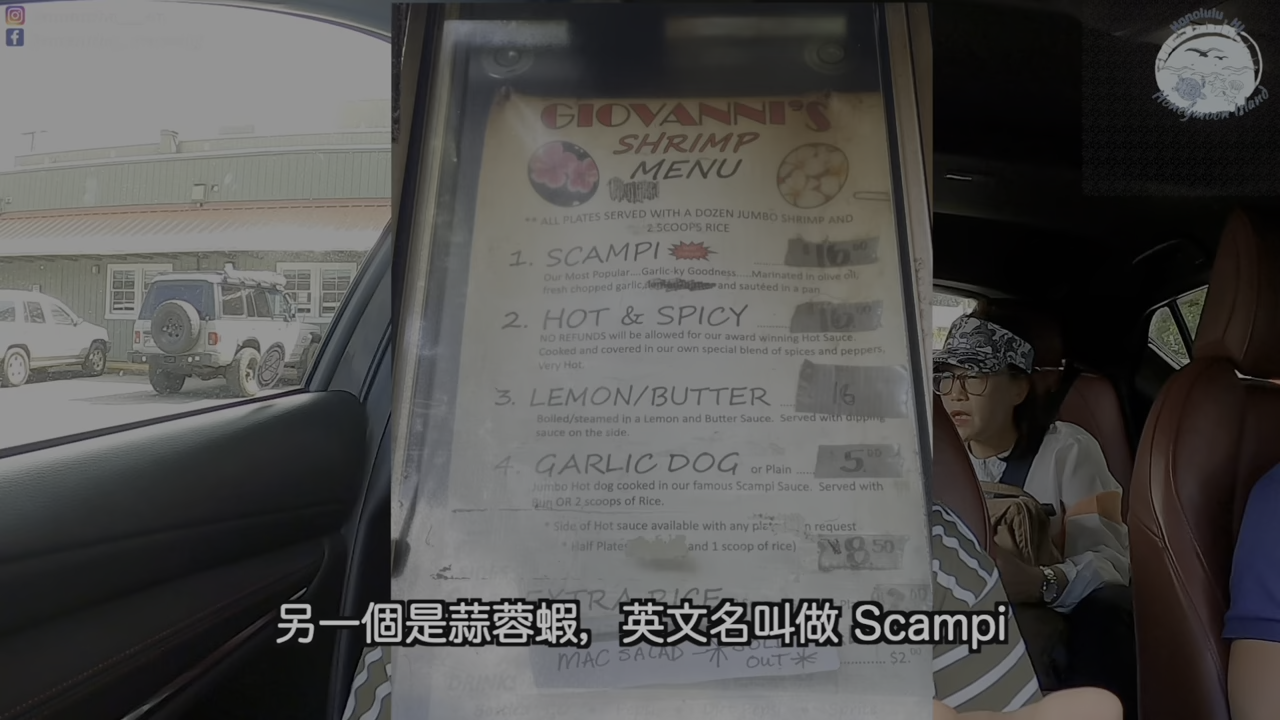 Honolulu, HI
Honeymoon Island
GIOVANNI'S
SHRIMP
MENU
** ALL PLATES SERVED WITH A DOZEN JUMBO SHRIMP AND
2 SCOOPS RICE
1. SCAMPI
Our Most Popular....Garlic-ky Goodness.....Marinated in olive oil,
fresh chopped garlic, and sautéed in a pan
2. HOT & SPICY
NO REFUNDS will be allowed for our award winning Hot Sauce.
Cooked and covered in our own special blend of spices and peppers.
Very Hot.
3. LEMON/BUTTER 16
Boiled/steamed in a Lemon and Butter Sauce. Served with dipping
sauce on the side.
4. GARLIC DOG or Plain ..... 5.00
Jumbo Hot dog cooked in our famous Scampi Sauce. Served with
Bun OR 2 scoops of Rice.
* Side of Hot sauce available with any request
* Half Plate and 1 scoop of rice) 8.50
EXTRA RICE
MAC SALAD SOLD
OUT ........... $2.
另一個是蒜蓉蝦，英文名叫做 Scampi